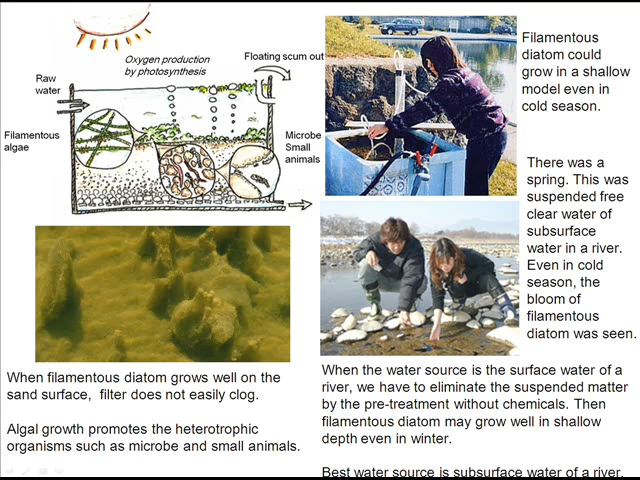 Oxygen production
by photosynthesis
Floating scum out
Raw
water
Filamentous
algae
Microbe
Small
animals
Filamentous
diatom could
grow in a shallow
model even in
cold season.
There was a
spring. This was
suspended free
clear water of
subsurface
water in a river.
Even in cold
season, the
bloom of
filamentous
diatom was seen.
When filamentous diatom grows well on the
sand surface, filter does not easily clog.
Algal growth promotes the heterotrophic
organisms such as microbe and small animals.
When the water source is the surface water of a
river, we have to eliminate the suspended matter
by the pre-treatment without chemicals. Then
filamentous diatom may grow well in shallow
depth even in winter.
Best water source is subsurface water of a river.